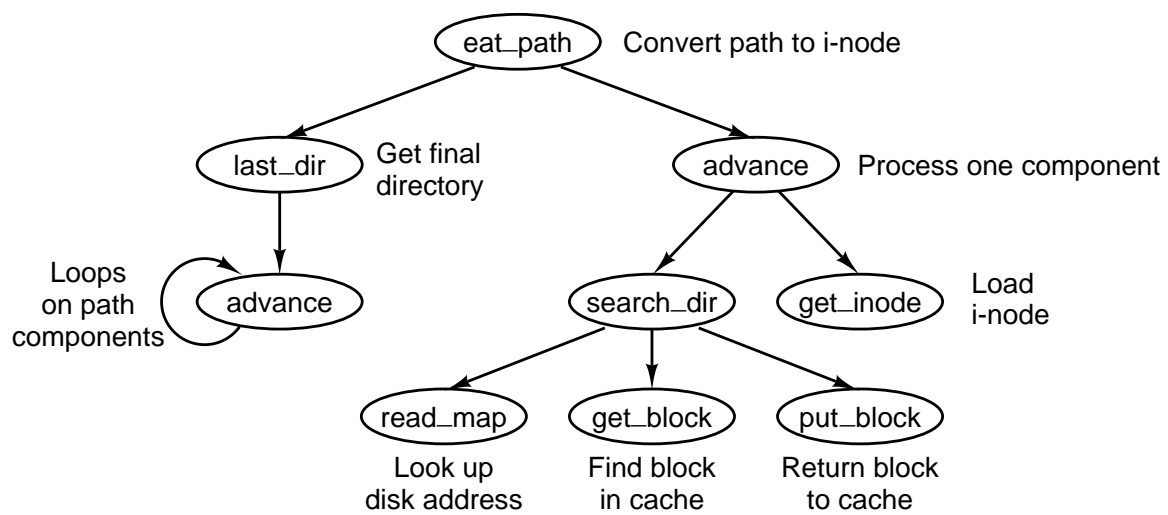 eat_path
Convert path to i-node
last_dir
Get final
directory
advance
Process one component
Loops
on path
components
advance
search_dir
get_inode
Load
i-node
read_map
get_block
put_block
Look up
disk address
Find block
in cache
Return block
to cache